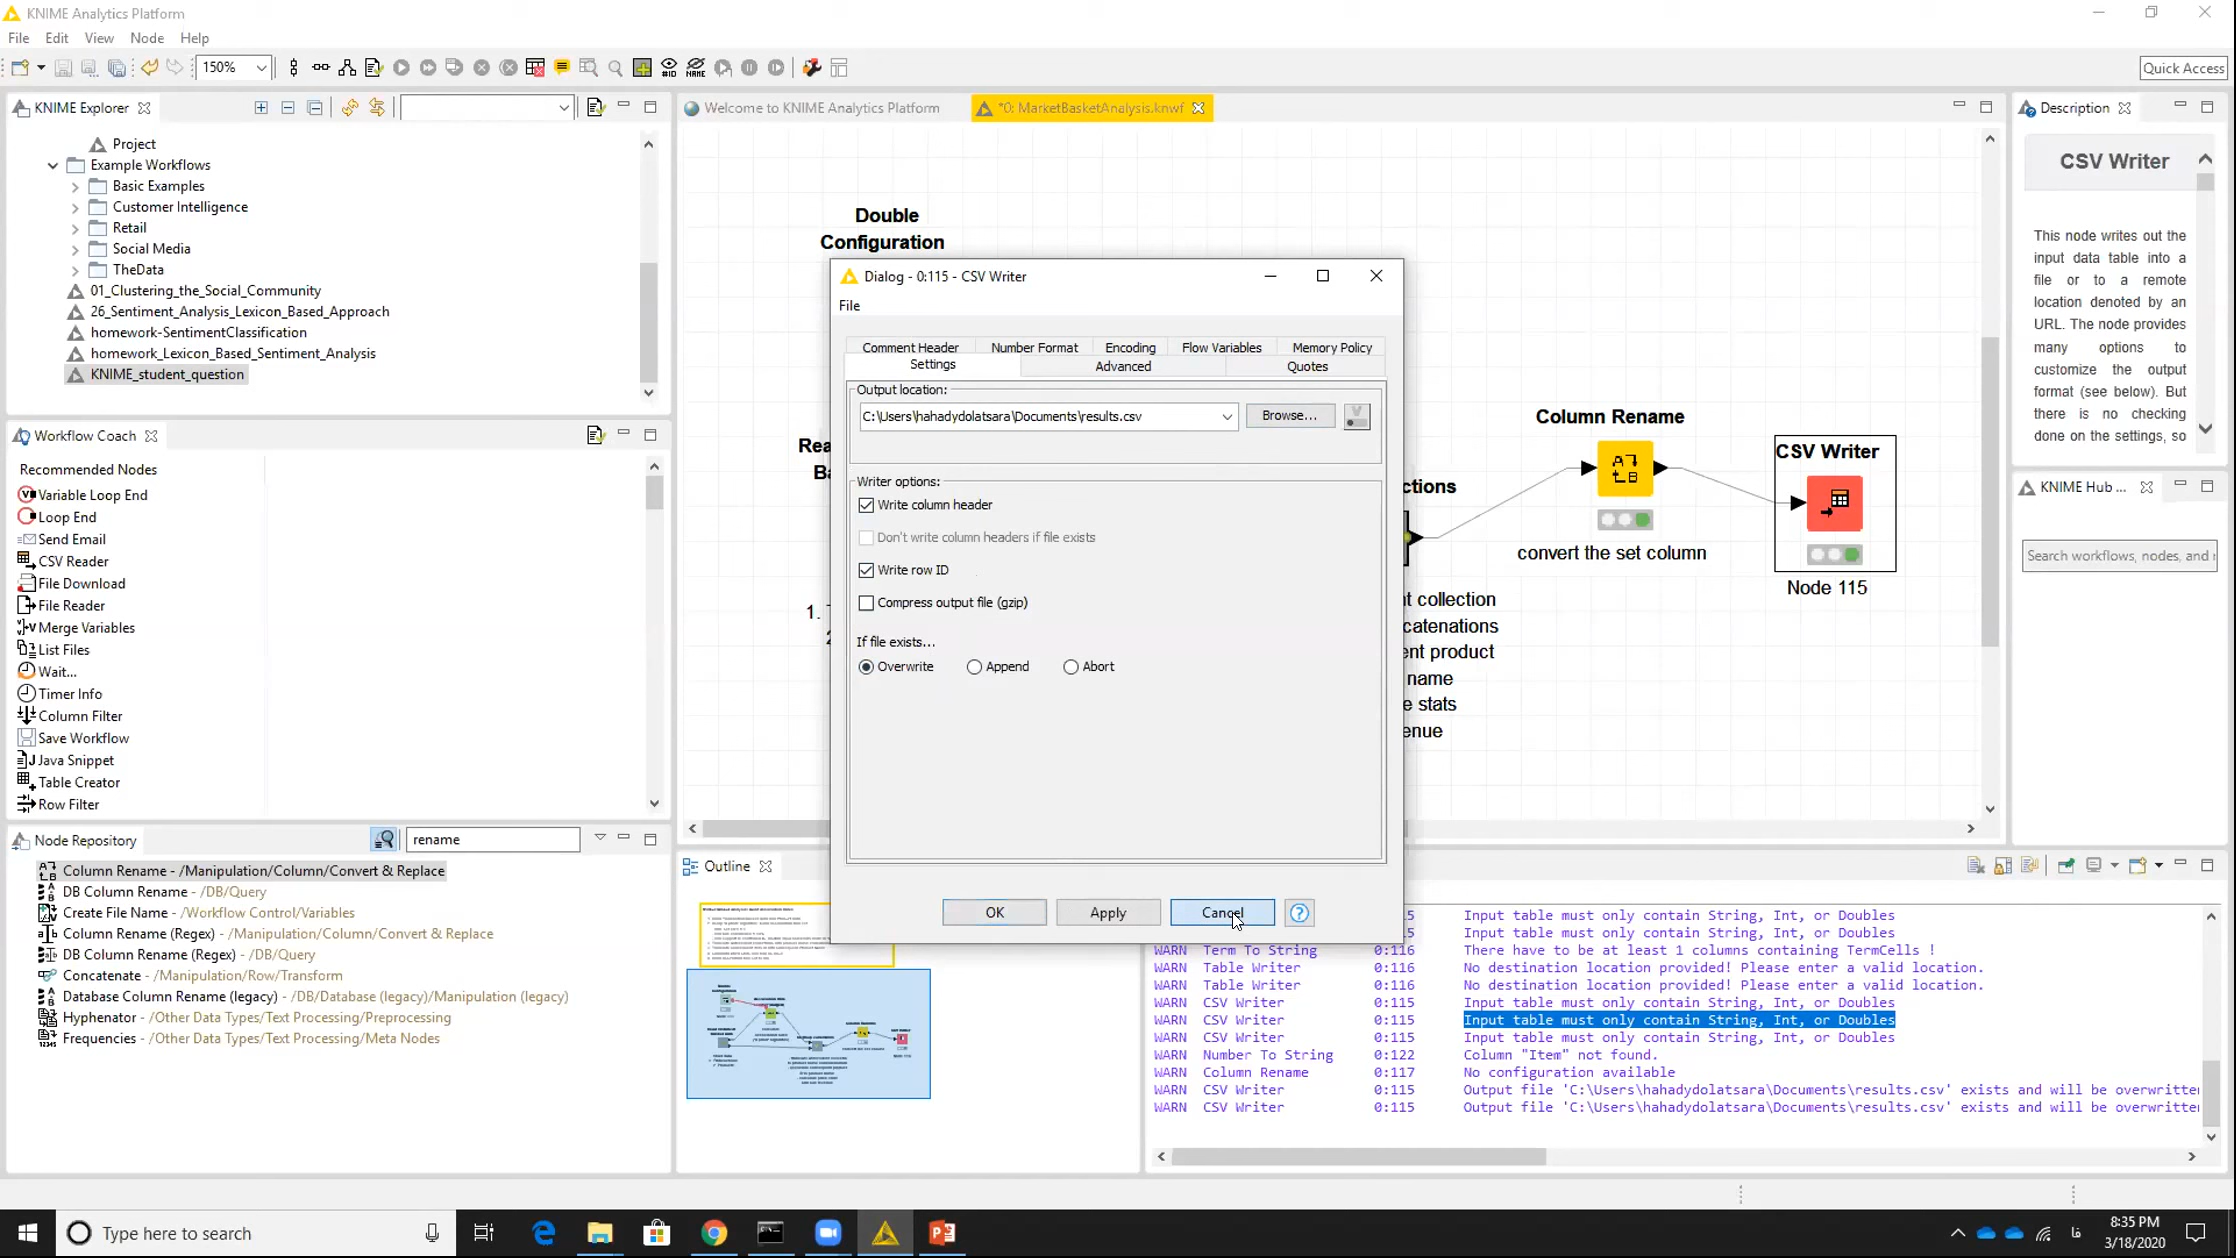 KNIME Analytics Platform
File Edit View Node Help
150%
Quick Access
KNIME Explorer
Project
Example Workflows
Basic Examples
Customer Intelligence
Retail
Social Media
TheData
01_Clustering_the_Social_Community
26_Sentiment_Analysis_Lexicon_Based_Approach
homework-SentimentClassification
homework_Lexicon_Based_Sentiment_Analysis
KNIME_student_question
Workflow Coach
Recommended Nodes
Variable Loop End
Loop End
Send Email
CSV Reader
File Download
File Reader
Merge Variables
List Files
Wait...
Timer Info
Column Filter
Save Workflow
Java Snippet
Table Creator
Row Filter
Node Repository
rename
Column Rename - /Manipulation/Column/Convert & Replace
DB Column Rename - /DB/Query
Create File Name - /Workflow Control/Variables
Column Rename (Regex) - /Manipulation/Column/Convert & Replace
DB Column Rename (Regex) - /DB/Query
Concatenate - /Manipulation/Row/Transform
Database Column Rename (legacy) - /DB/Database (legacy)/Manipulation (legacy)
Hyphenator - /Other Data Types/Text Processing/Preprocessing
Frequencies - /Other Data Types/Text Processing/Meta Nodes
Welcome to KNIME Analytics Platform
*0: MarketBasketAnalysis.knwf
Double
Configuration
Rea
Ba
1.
2
Dialog - 0:115 - CSV Writer
File
Comment Header Number Format Encoding Flow Variables Memory Policy
Settings Advanced Quotes
Output location:
C:\Users\hahadydolatsara\Documents\results.csv
Browse...
Writer options:
Write column header
Don't write column headers if file exists
Write row ID
Compress output file (gzip)
If file exists...
Overwrite Append Abort
OK Apply Cancel
ctions
t collection
catenations
ent product
name
e stats
enue
Column Rename
convert the set column
CSV Writer
Node 115
Description
CSV Writer
This node writes out the
input data table into a
file or to a remote
location denoted by an
URL. The node provides
many options to
customize the output
format (see below). But
there is no checking
done on the settings, so
KNIME Hub ...
Search workflows, nodes, and
Outline
5 Input table must only contain String, Int, or Doubles
5 Input table must only contain String, Int, or Doubles
WARN Term To String 0:116 There have to be at least 1 columns containing TermCells !
WARN Table Writer 0:116 No destination location provided! Please enter a valid location.
WARN Table Writer 0:116 No destination location provided! Please enter a valid location.
WARN CSV Writer 0:115 Input table must only contain String, Int, or Doubles
WARN CSV Writer 0:115 Input table must only contain String, Int, or Doubles
WARN CSV Writer 0:115 Input table must only contain String, Int, or Doubles
WARN Number To String 0:122 Column "Item" not found.
WARN Column Rename 0:117 No configuration available
WARN CSV Writer 0:115 Output file 'C:\Users\hahadydolatsara\Documents\results.csv' exists and will be overwritte
WARN CSV Writer 0:115 Output file 'C:\Users\hahadydolatsara\Documents\results.csv' exists and will be overwritte
Type here to search
8:35 PM
3/18/2020